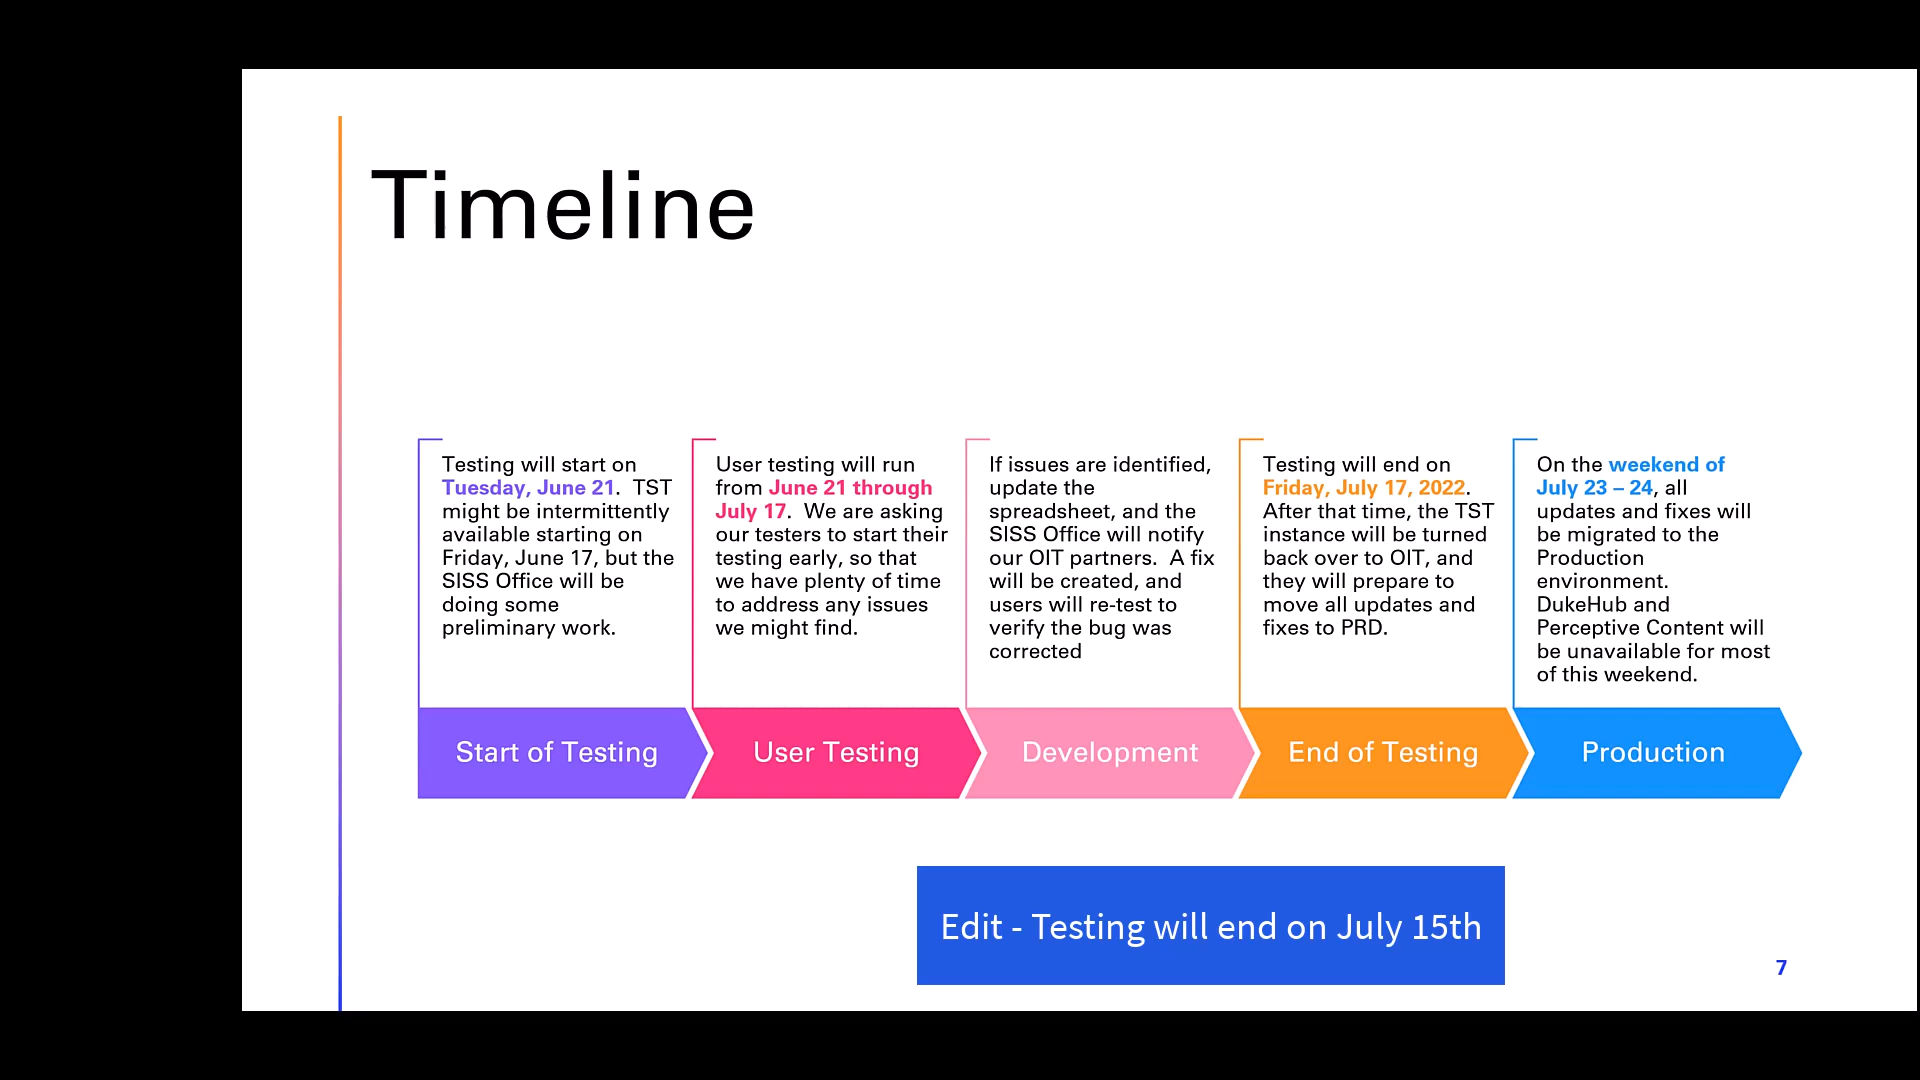 Timeline
Testing will start on
Tuesday, June 21.  TST
might be intermittently
available starting on
Friday, June 17, but the
SISS Office will be
doing some
preliminary work.
User testing will run
from June 21 through
July 17.  We are asking
our testers to start their
testing early, so that
we have plenty of time
to address any issues
we might find.
If issues are identified,
update the
spreadsheet, and the
SISS Office will notify
our OIT partners.  A fix
will be created, and
users will re-test to
verify the bug was
corrected
Testing will end on
Friday, July 17, 2022.
After that time, the TST
instance will be turned
back over to OIT, and
they will prepare to
move all updates and
fixes to PRD.
On the weekend of
July 23 – 24, all
updates and fixes will
be migrated to the
Production
environment.
DukeHub and
Perceptive Content will
be unavailable for most
of this weekend.
Start of Testing
User Testing
Development
End of Testing
Production
Edit - Testing will end on July 15th
7